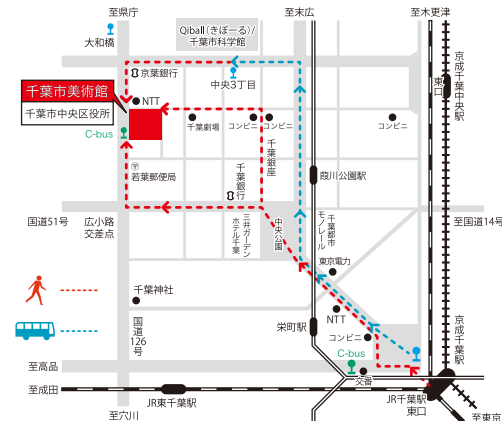 至県庁
至末広
至木更津
Qiball（きぼーる）/
千葉市科学館
大和橋
京葉銀行
中央3丁目
東口
京成千葉中央駅
千葉市美術館
千葉市中央区役所
NTT
C-bus
千葉劇場
コンビニ
コンビニ
コンビニ
千葉銀座
若葉郵便局
千葉銀行
葭川公園駅
国道51号
広小路
交差点
三井ガーデン
ホテル千葉
中央公園
千葉都市
モノレール
至国道14号
東京電力
千葉神社
NTT
国道
126号
栄町駅
コンビニ
京成千葉駅
C-bus
至高品
交番
至成田
JR東千葉駅
JR千葉駅
東口
至穴川
至東京